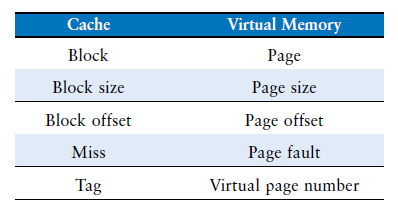 Cache Virtual Memory
Block Page
Block size Page size
Block offset Page offset
Miss Page fault
Tag Virtual page number